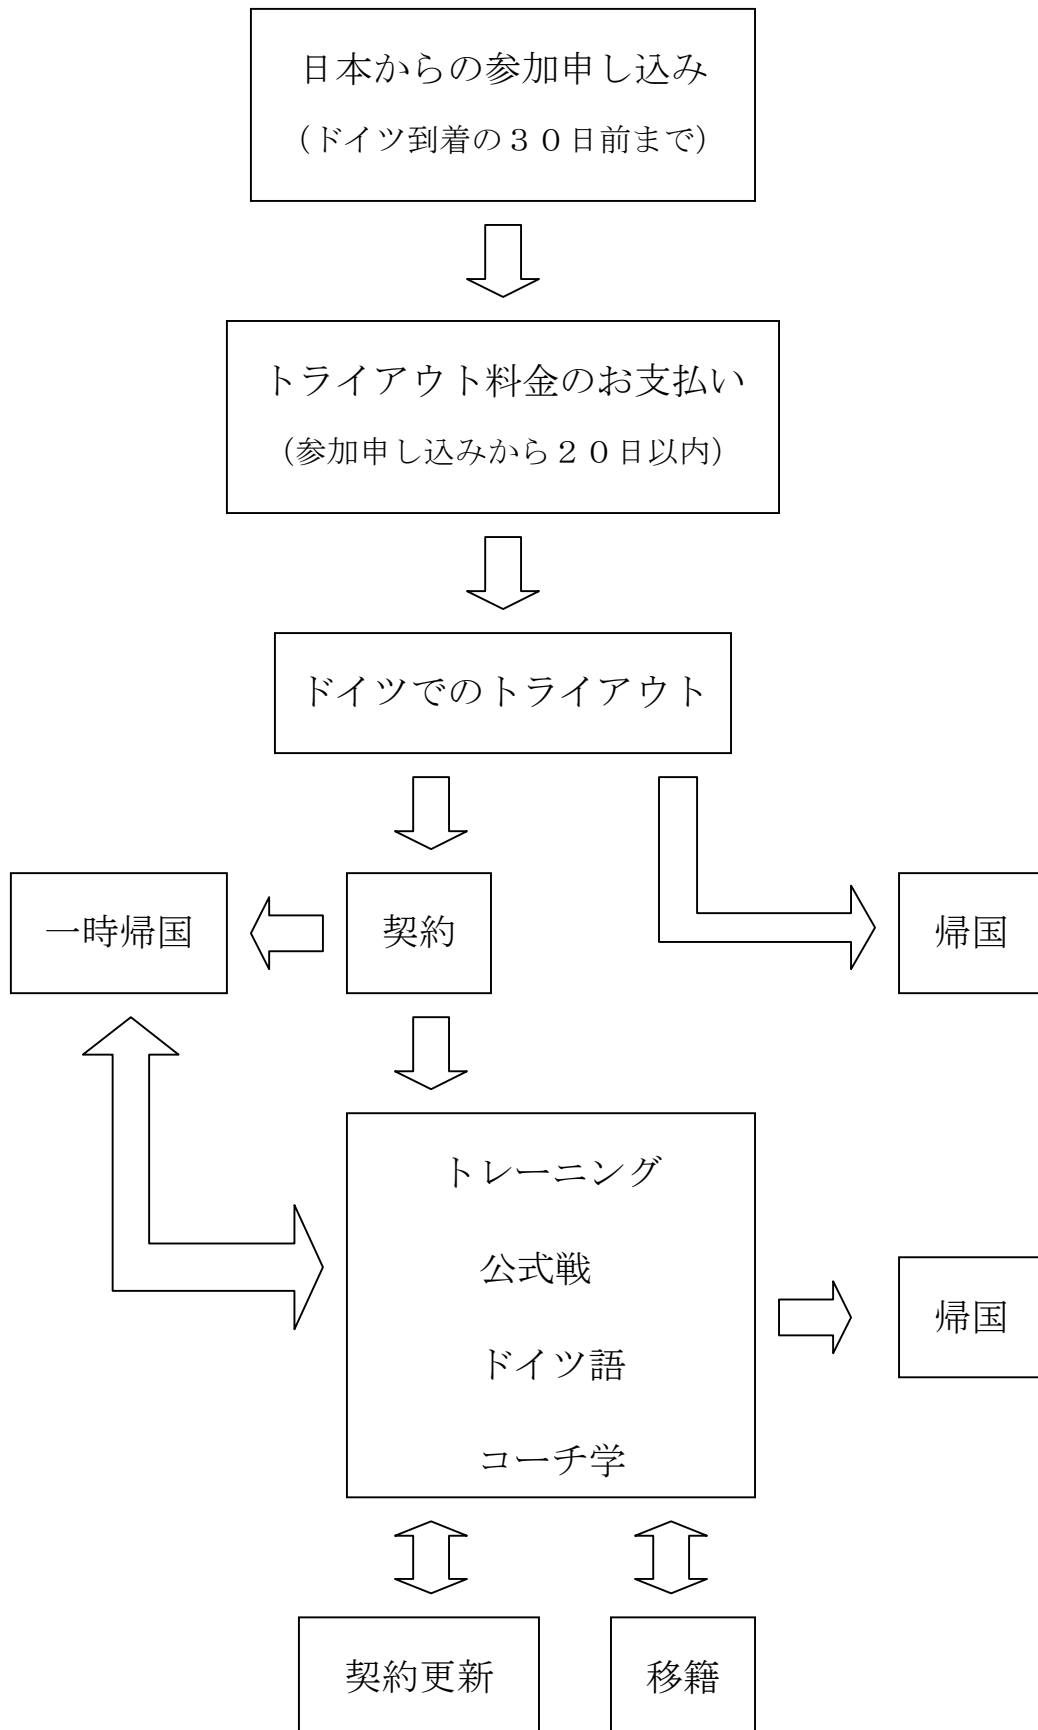 日本からの参加申し込み
（ドイツ到着の３０日前まで）
トライアウト料金のお支払い
（参加申し込みから２０日以内）
ドイツでのトライアウト
一時帰国
契約
帰国
トレーニング
公式戦
ドイツ語
コーチ学
帰国
契約更新
移籍